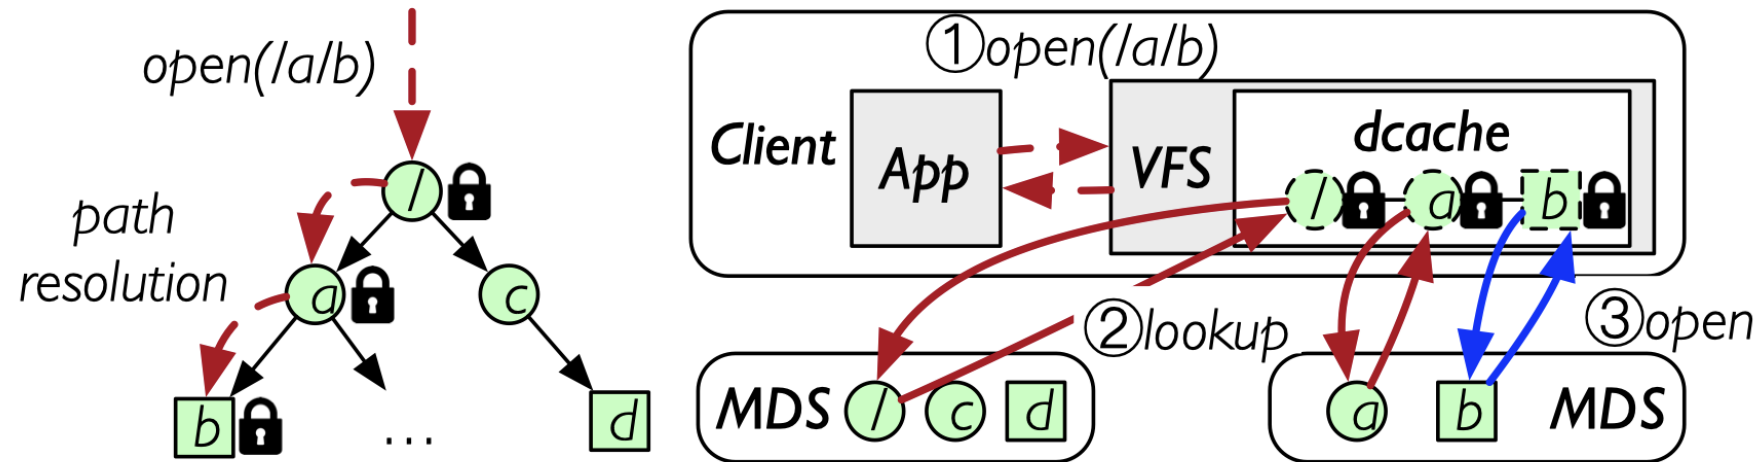 open(/a/b)
/
path
resolution
a
c
b
...
d
①open(/a/b)
Client
App
VFS
dcache
/
a
b
②lookup
③open
MDS
/
c
d
a
b
MDS